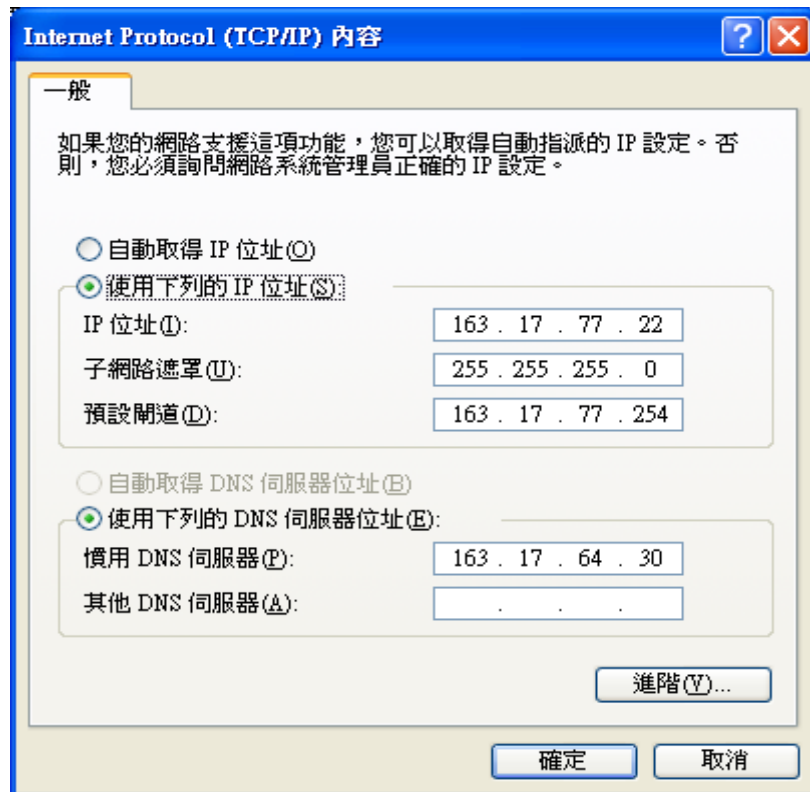 Internet Protocol (TCP/IP) 內容
一般
如果您的網路支援這項功能，您可以取得自動指派的 IP 設定。否
則，您必須詢問網路系統管理員正確的 IP 設定。
自動取得 IP 位址(O)
使用下列的 IP 位址(S):
IP 位址(I): 163 . 17 . 77 . 22
子網路遮罩(U): 255 . 255 . 255 . 0
預設閘道(D): 163 . 17 . 77 . 254
自動取得 DNS 伺服器位址(B)
使用下列的 DNS 伺服器位址(E):
慣用 DNS 伺服器(P): 163 . 17 . 64 . 30
其他 DNS 伺服器(A): . . .
進階(V)...
確定 取消